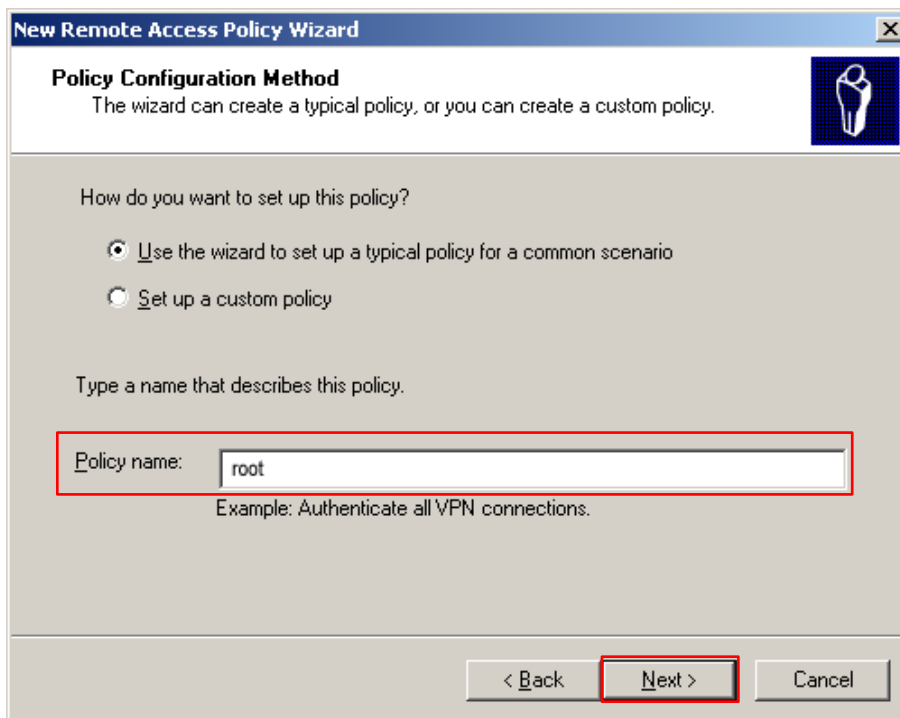 New Remote Access Policy Wizard
Policy Configuration Method
The wizard can create a typical policy, or you can create a custom policy.
How do you want to set up this policy?
Use the wizard to set up a typical policy for a common scenario
Set up a custom policy
Type a name that describes this policy.
Policy name: root
Example: Authenticate all VPN connections.
< Back Next > Cancel